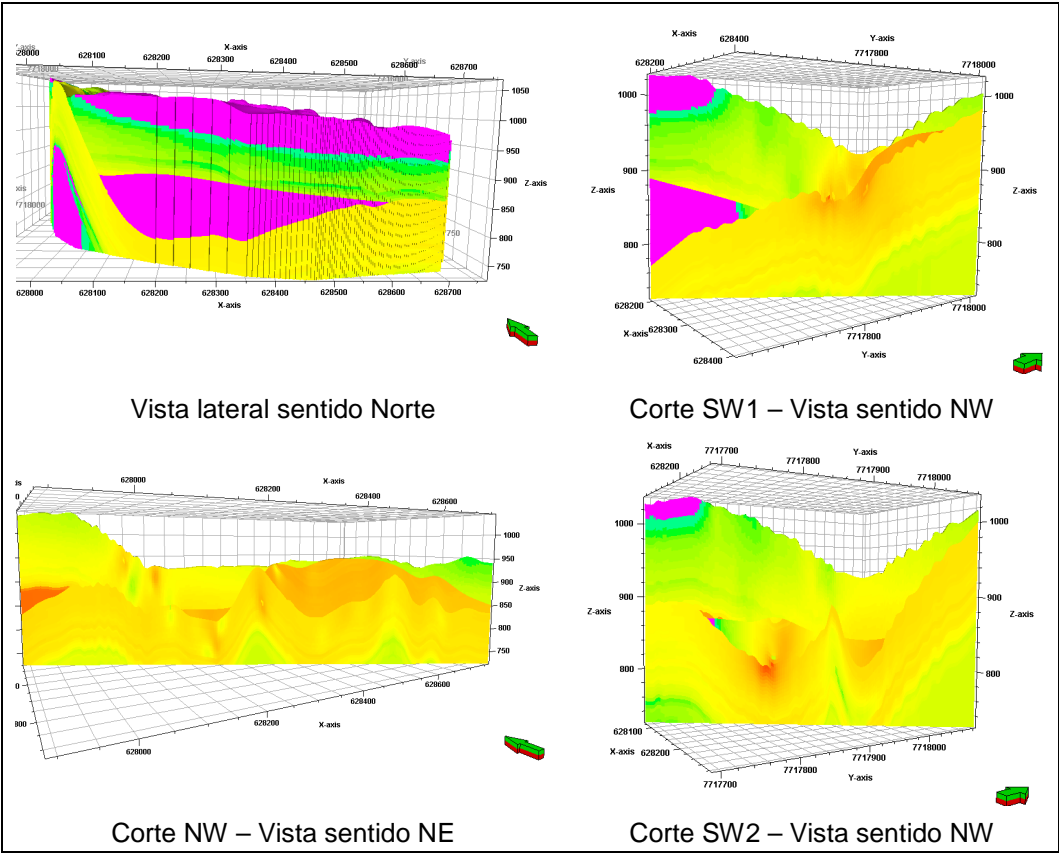 X-axis
628000 628100 628200 628300 628400 628500 628600 628700
7718000
1050
1000
950
900
Z-axis
850
800
750
7718000
750
628000 628100 628200 628300 628400 628500 628600 628700
X-axis
Vista lateral sentido Norte
X-axis 628400 Y-axis
628200 7717800 7718000
1000 1000
900 900
Z-axis Z-axis
800 800
628200
X-axis 628300 7717800 7718000
628400 Y-axis
Corte SW1 – Vista sentido NW
628000 X-axis
628200 628400 628600
1000
950
900
Z-axis
850
800
750
628600
628400
628200 X-axis
628000
Corte NW – Vista sentido NE
X-axis 7717700 Y-axis
628200 7717800 7717900 7718000
1000 1000
900 900
Z-axis Z-axis
800 800
628100
X-axis 628200 7718000
7717900
7717800 Y-axis
7717700
Corte SW2 – Vista sentido NW